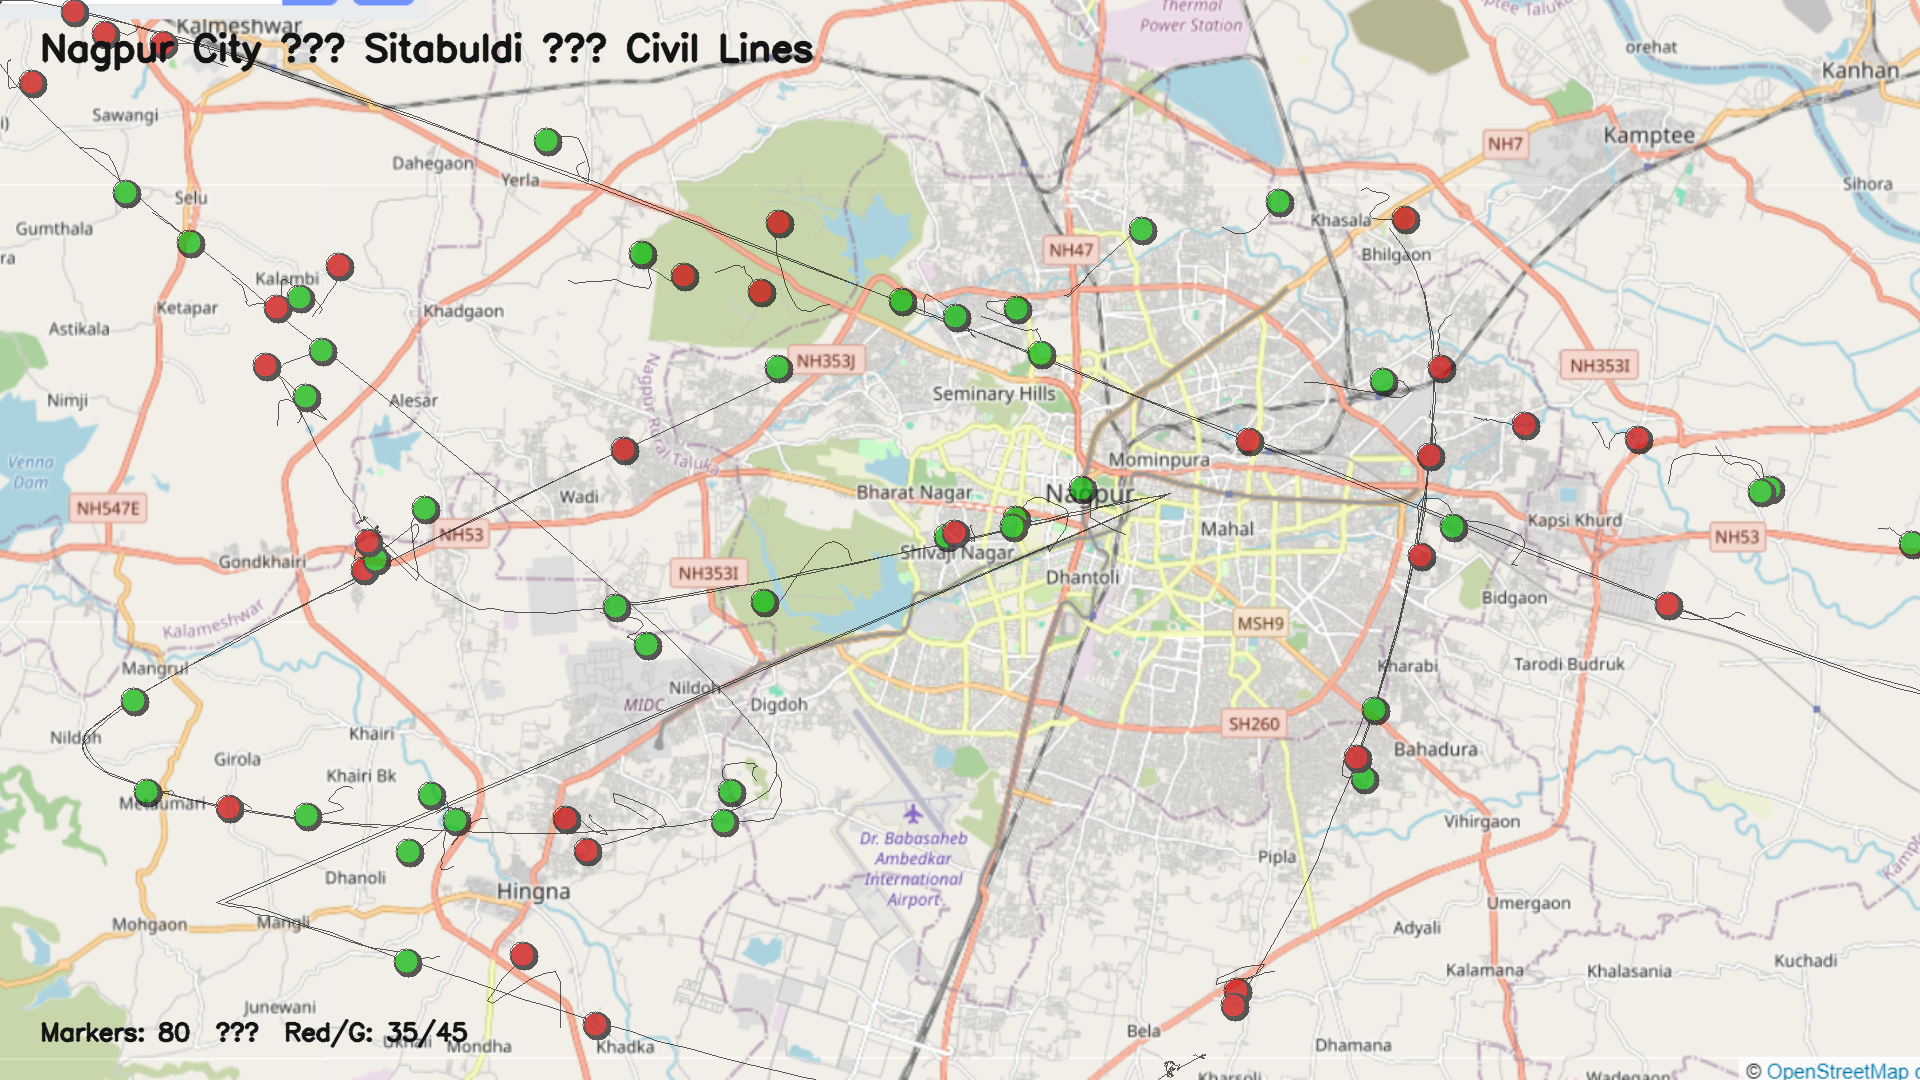 Thermal
Power Station
ptee Taluk
Kalmeshwar
Nagpur City ??? Sitabuldi ??? Civil Lines
orehat
Kanhan
Sawangi
i)
NH7
Kamptee
Dahegaon
Yerla
Selu
Sihora
Gumthala
Khasala
NH47
Bhilgaon
ra
Kalambi
Ketapar
Khadgaon
Astikala
NH353J
NH353I
Nagpur Rural Taluka
Seminary Hills
Nimji
Alesar
Mominpura
Venna
Dam
Wadi
Bharat Nagar
Nagpur
NH547E
Kapsi Khurd
Mahal
NH53
NH53
Shivaji Nagar
Gondkhairi
NH353I
Dhantoli
Bidgaon
Kalameshwar
MSH9
Mangrul
Kharabi
Tarodi Budruk
Nildoh
MIDC
Digdoh
SH260
Nildoh
Khairi
Bahadura
Girola
Khairi Bk
Metaumari
Vihirgaon
Dr. Babasaheb
Ambedkar
International
Airport
Pipla
Dhanoli
Hingna
Umergaon
Mohgaon
Mangli
Adyali
Kuchadi
Kalamana
Khalasania
Junewani
Markers: 80 ??? Red/G: 35/45
Bela
Mondha
Khadka
Dhamana
Kharsoli
Wadegaon
© OpenStreetMap c